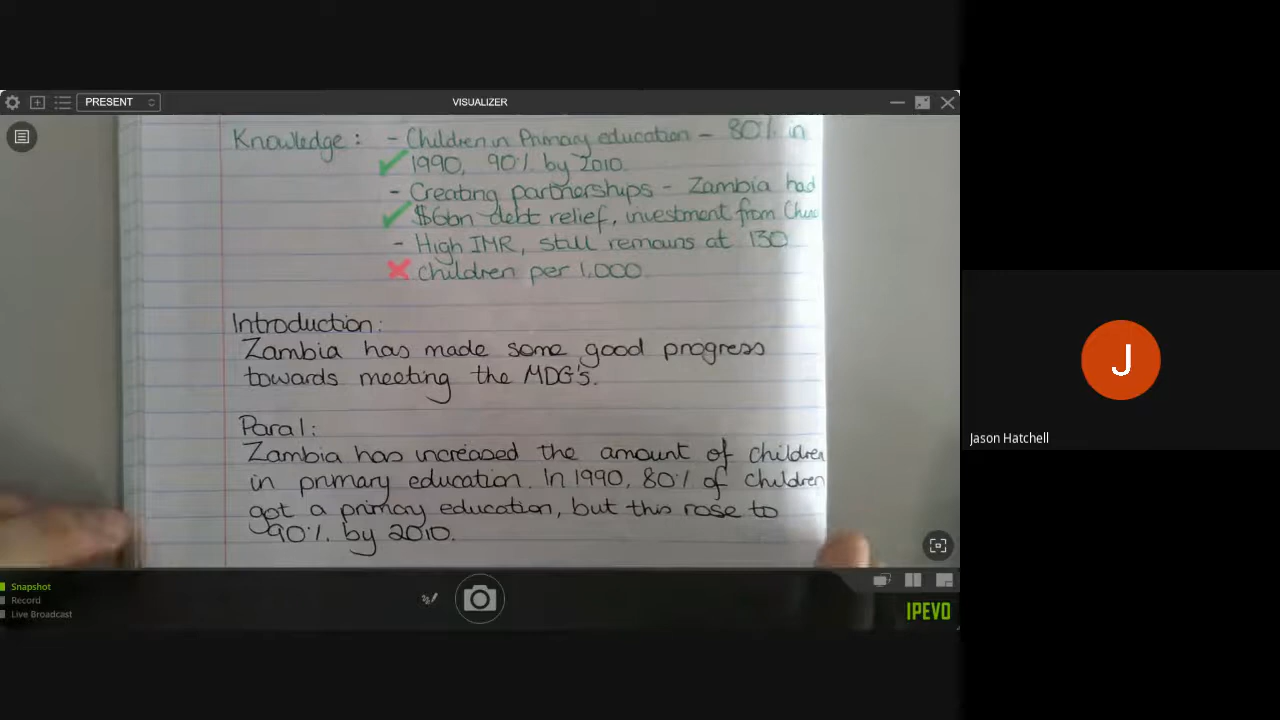 PRESENT
VISUALIZER
Knowledge : - Children in Primary education - 80% in
1990, 90% by 2010.
- Creating partnerships - Zambia had
$6bn debt relief, investment from China
- High IMR, still remains at 130
children per 1,000.
Introduction:
Zambia has made some good progress
towards meeting the MDG's.
Para 1:
Zambia has increased the amount of children
in primary education. In 1990, 80% of children
got a primary education, but this rose to
90% by 2010.
Snapshot
Record
Live Broadcast
IPEVO
J
Jason Hatchell